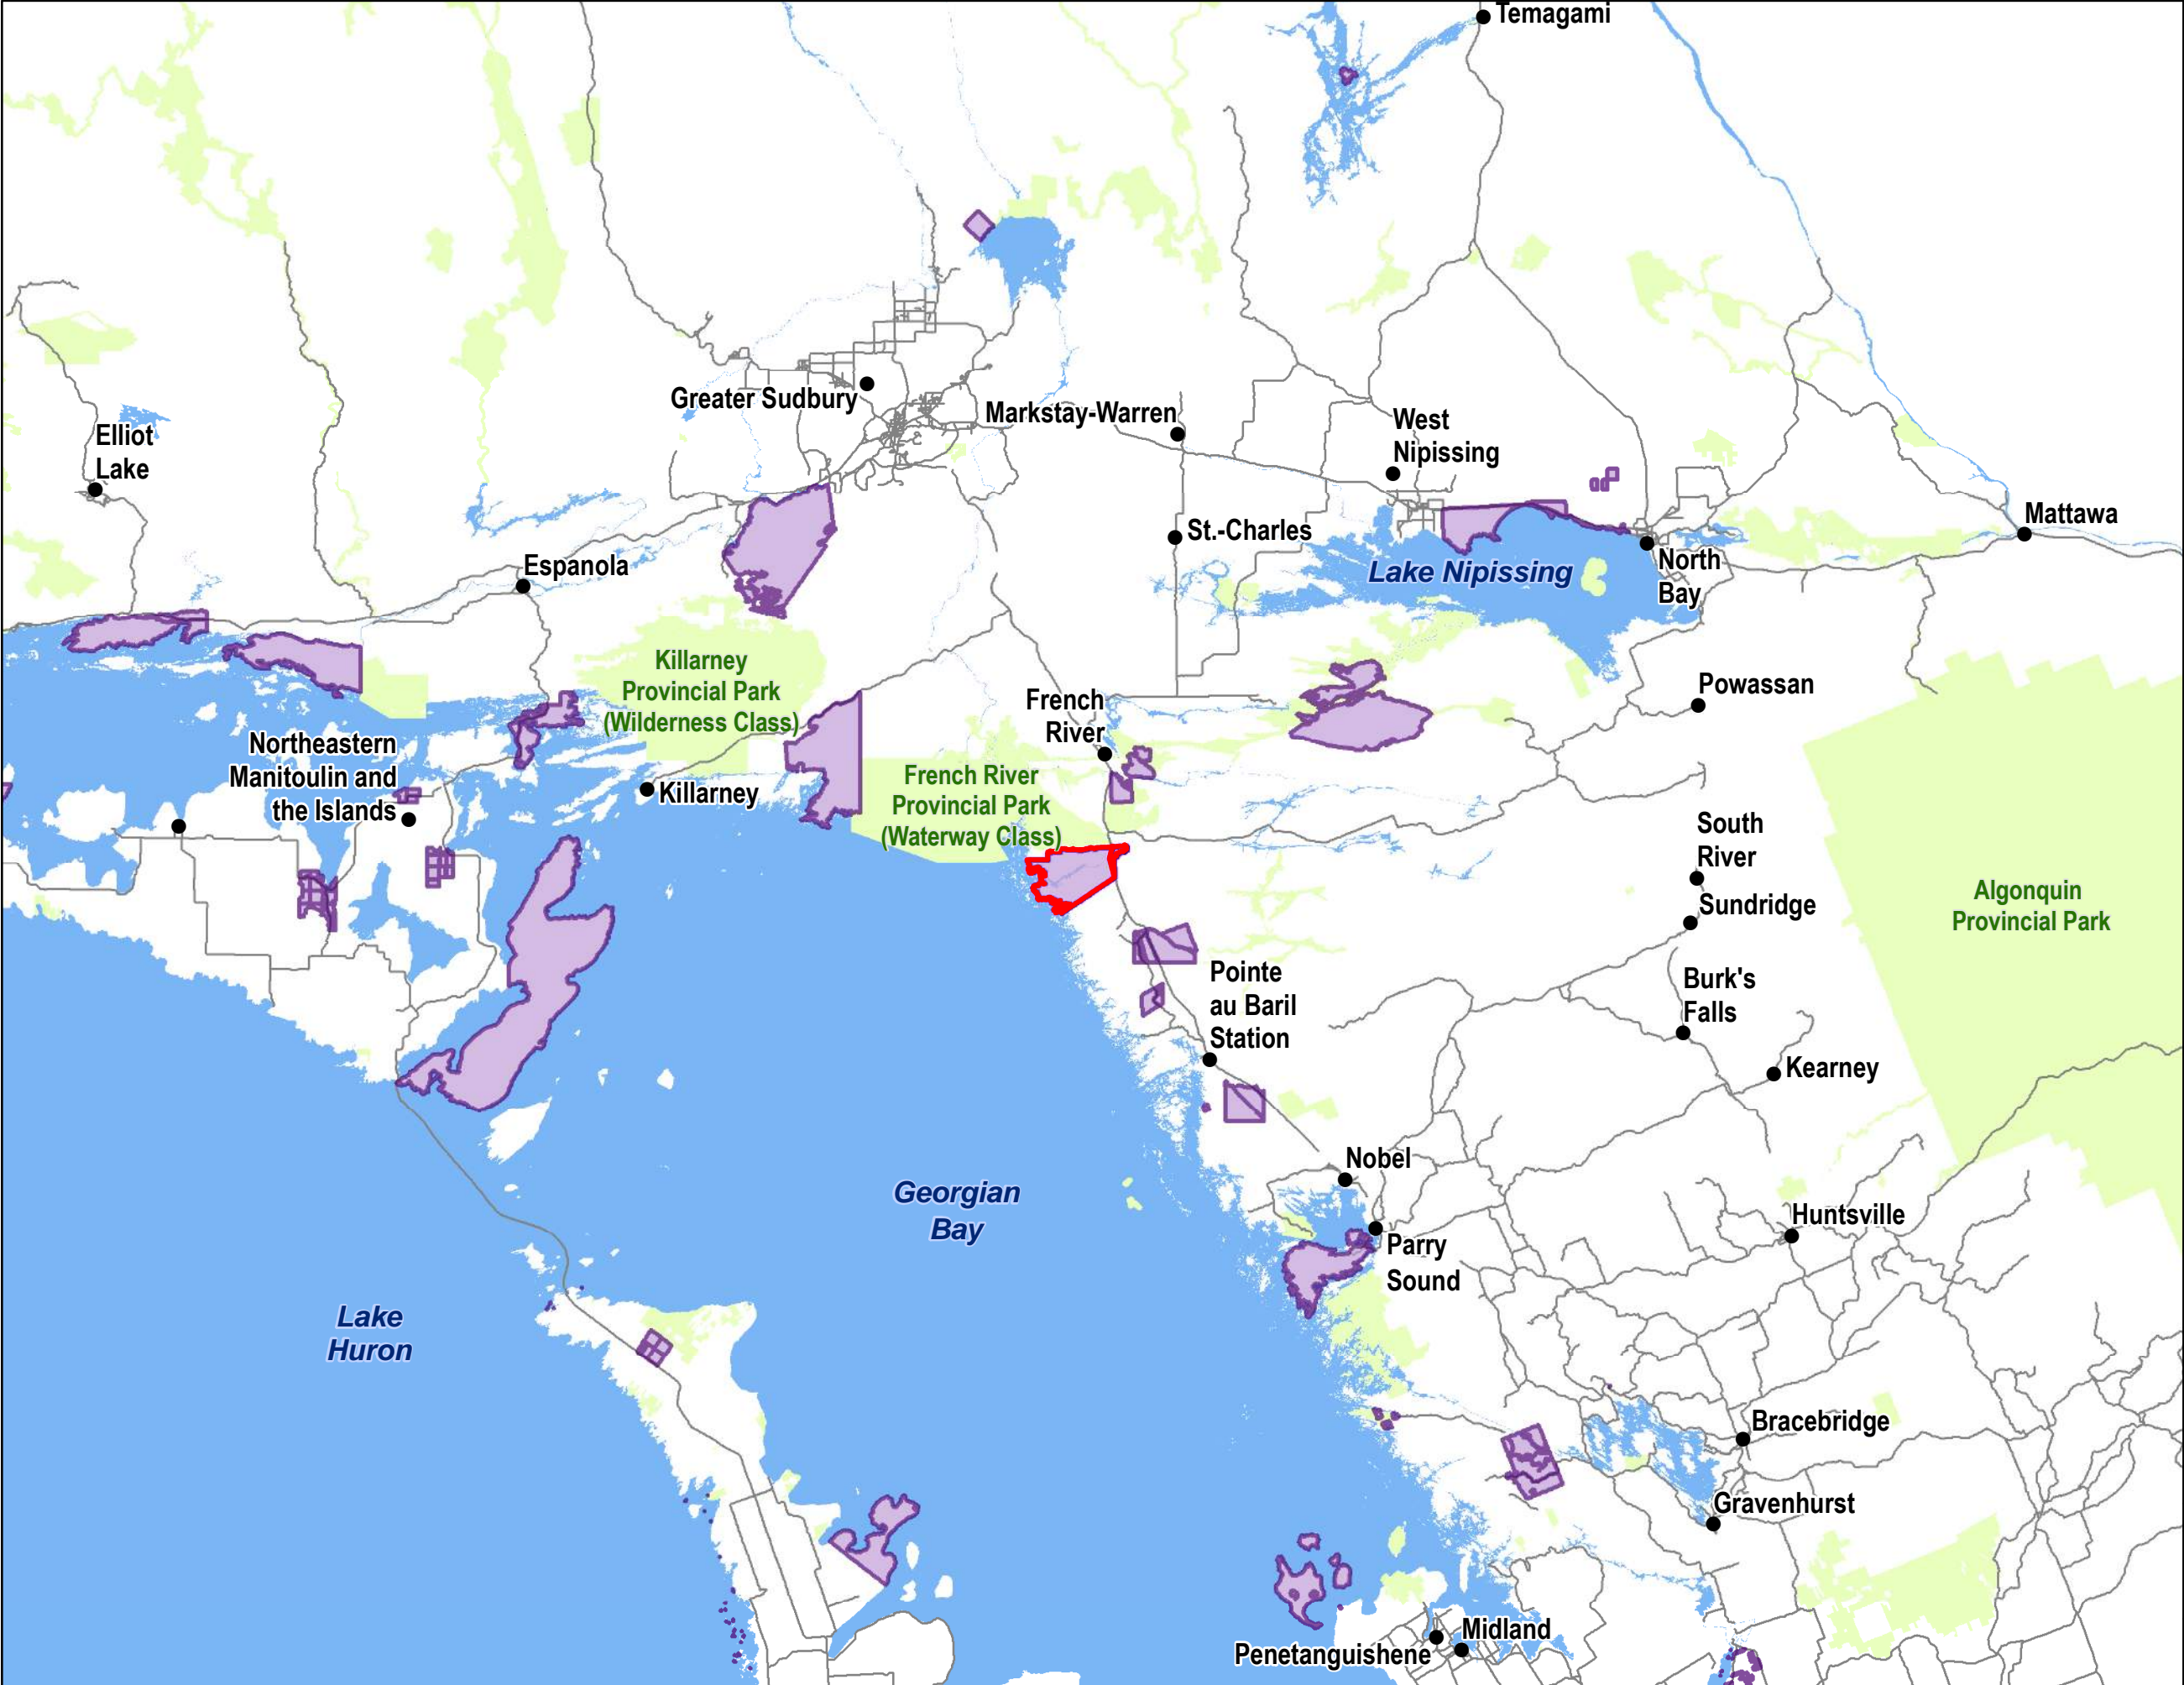 Temagami
Greater Sudbury
Markstay-Warren
West
Nipissing
Elliot
Lake
Mattawa
St.-Charles
Espanola
Lake Nipissing
North
Bay
Killarney
Provincial Park
(Wilderness Class)
French
River
Powassan
Northeastern
Manitoulin and
the Islands
Killarney
French River
Provincial Park
(Waterway Class)
South
River
Sundridge
Algonquin
Provincial Park
Pointe
au Baril
Station
Burk's
Falls
Kearney
Nobel
Georgian
Bay
Huntsville
Parry
Sound
Lake
Huron
Bracebridge
Gravenhurst
Midland
Penetanguishene